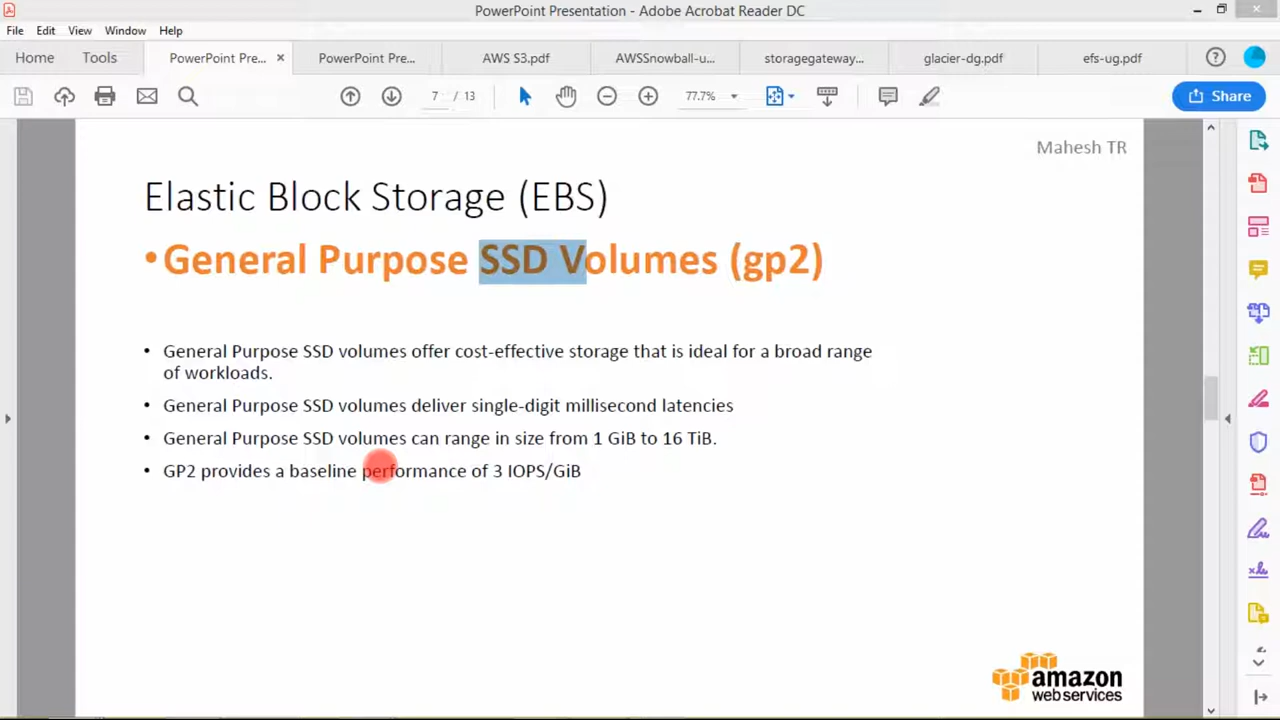 PowerPoint Presentation - Adobe Acrobat Reader DC
File Edit View Window Help
Home Tools PowerPoint Pre... PowerPoint Pre... AWS S3.pdf AWSSnowball-u... storagegateway... glacier-dg.pdf efs-ug.pdf
7 / 13 77.7% Share
Mahesh TR
Elastic Block Storage (EBS)
•General Purpose SSD Volumes (gp2)
• General Purpose SSD volumes offer cost-effective storage that is ideal for a broad range
of workloads.
• General Purpose SSD volumes deliver single-digit millisecond latencies
• General Purpose SSD volumes can range in size from 1 GiB to 16 TiB.
• GP2 provides a baseline performance of 3 IOPS/GiB
amazon
web services